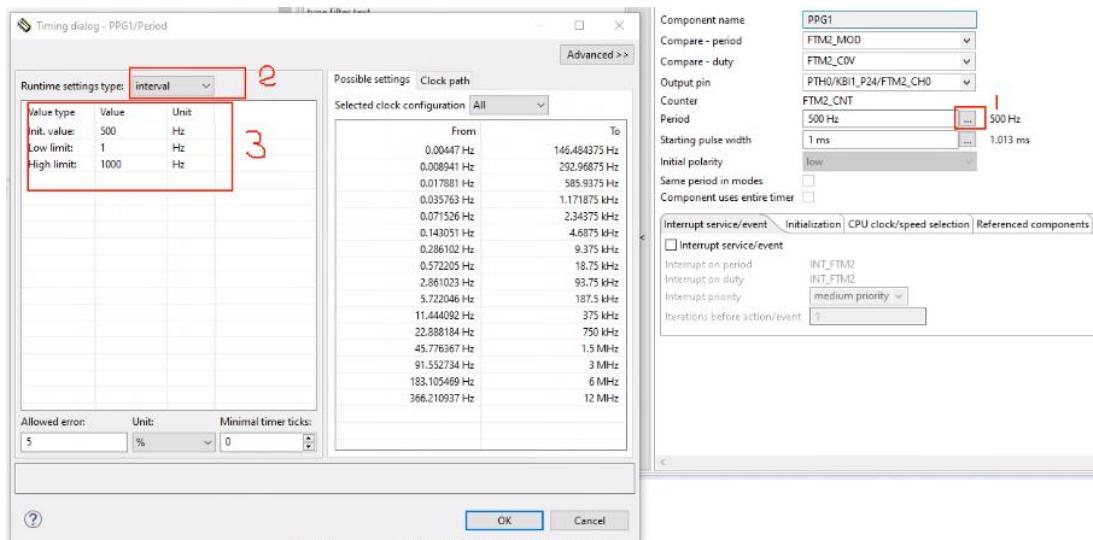 type filter text
Timing dialog - PPG1/Period
Advanced >>
Runtime settings type: interval
2
Value type Value Unit
Init. value: 500 Hz
Low limit: 1 Hz
High limit: 1000 Hz
3
Possible settings Clock path
Selected clock configuration All
From To
0.00447 Hz 146.484375 Hz
0.008941 Hz 292.96875 Hz
0.017881 Hz 585.9375 Hz
0.035763 Hz 1.171875 kHz
0.071526 Hz 2.34375 kHz
0.143051 Hz 4.6875 kHz
0.286102 Hz 9.375 kHz
0.572205 Hz 18.75 kHz
2.861023 Hz 93.75 kHz
5.722046 Hz 187.5 kHz
11.444092 Hz 375 kHz
22.888184 Hz 750 kHz
45.776367 Hz 1.5 MHz
91.552734 Hz 3 MHz
183.105469 Hz 6 MHz
366.210937 Hz 12 MHz
Allowed error: Unit: Minimal timer ticks:
5 % 0
?
OK Cancel
Component name PPG1
Compare - period FTM2_MOD
Compare - duty FTM2_C0V
Output pin PTH0/KBI1_P24/FTM2_CH0
Counter FTM2_CNT
1
Period 500 Hz ... 500 Hz
Starting pulse width 1 ms ... 1.013 ms
Initial polarity low
Same period in modes
Component uses entire timer
Interrupt service/event Initialization CPU clock/speed selection Referenced components
Interrupt service/event
Interrupt on period INT_FTM2
Interrupt on duty INT_FTM2
Interrupt priority medium priority
Iterations before action/event 1